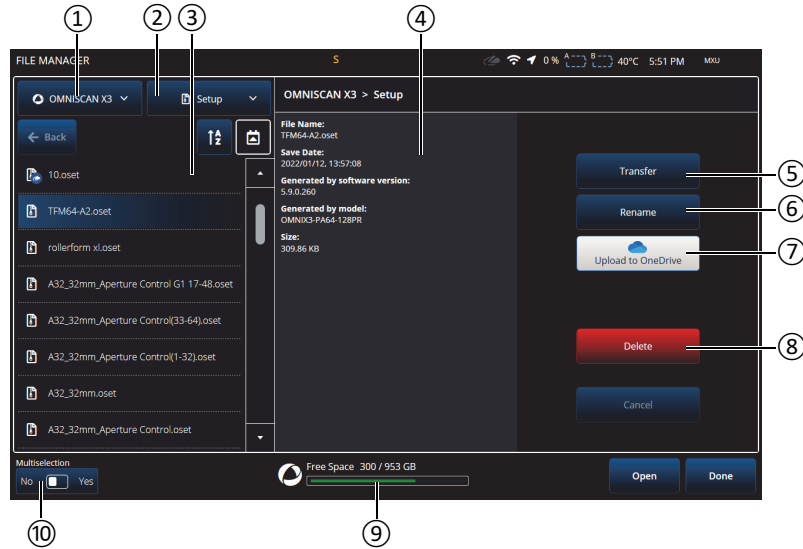 ① ② ③ ④
FILE MANAGER S 0 % A B 40°C 5:51 PM MXU
OMNISCAN X3 Setup
OMNISCAN X3 > Setup
Back
10.oset
TFM64-A2.oset
rollerform xl.oset
A32_32mm_Aperture Control G1 17-48.oset
A32_32mm_Aperture Control(33-64).oset
A32_32mm_Aperture Control(1-32).oset
A32_32mm.oset
A32_32mm_Aperture Control.oset
File Name:
TFM64-A2.oset
Save Date:
2022/01/12, 13:57:08
Generated by software version:
5.9.0.260
Generated by model:
OMNIX3-PA64-128PR
Size:
309.86 KB
Transfer ⑤
Rename ⑥
Upload to OneDrive ⑦
Delete ⑧
Cancel
Multiselection
No Yes
Free Space 300 / 953 GB
Open Done
⑩ ⑨